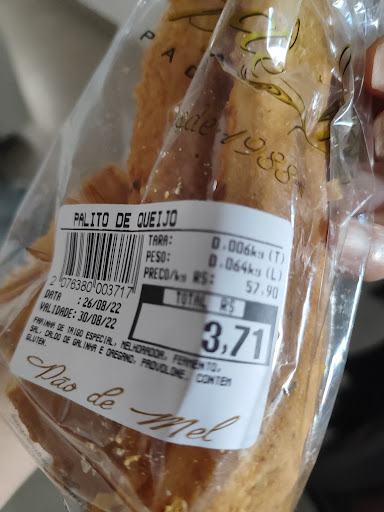 desde 1988
PALITO DE QUEIJO
TARA: 0.006kg (T)
PESO: 0.064kg (L)
PRECO/kg R$: 57,90
2 076380 003717
TOTAL R$
3,71
DATA : 26/08/22
VALIDADE: 30/08/22
FARINHA DE TRIGO ESPECIAL, MELHORADOR, FERMENTO,
SAL, CALDO DE GALINHA E OREGANO, PROVOLONE. CONTEM
GLUTEN.
Pão de Mel